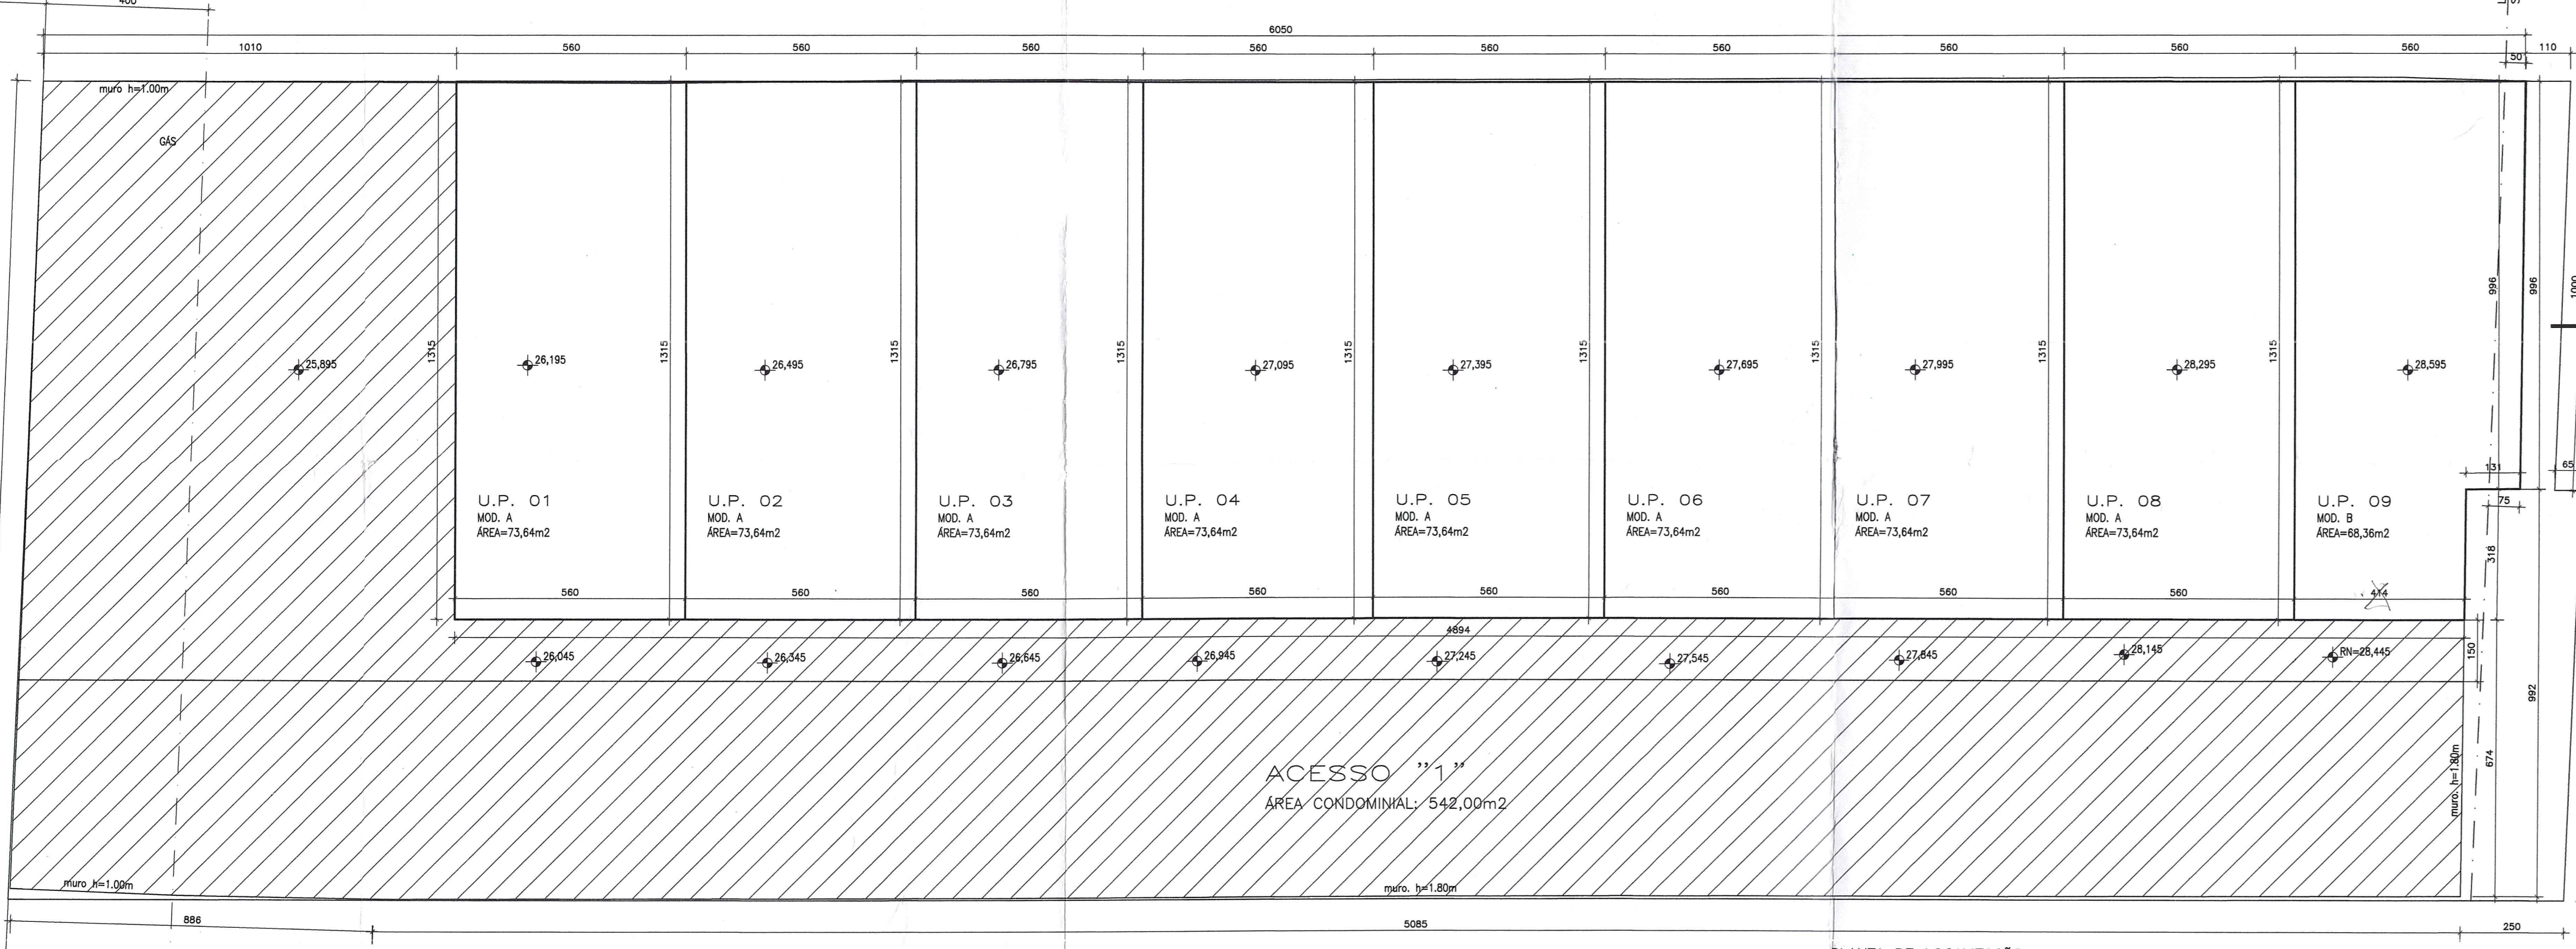 6050
1010
560
560
560
560
560
560
560
560
560
110
50
muro h=1.00m
GÁS
996
996
1315
1315
1315
1315
1315
1315
1315
1315
1315
25,895
26,195
26,495
26,795
27,095
27,395
27,695
27,995
28,295
28,595
131
65
75
U.P. 01
MOD. A
ÁREA=73,64m2
U.P. 02
MOD. A
ÁREA=73,64m2
U.P. 03
MOD. A
ÁREA=73,64m2
U.P. 04
MOD. A
ÁREA=73,64m2
U.P. 05
MOD. A
ÁREA=73,64m2
U.P. 06
MOD. A
ÁREA=73,64m2
U.P. 07
MOD. A
ÁREA=73,64m2
U.P. 08
MOD. A
ÁREA=73,64m2
U.P. 09
MOD. B
ÁREA=68,36m2
318
560
560
560
560
560
560
560
560
414
4894
26,045
26,345
26,645
26,945
27,245
27,545
27,845
28,145
RN=28,445
150
992
674
muro. h=1.80m
ACESSO "1"
ÁREA CONDOMINIAL: 542,00m2
muro h=1.00m
muro. h=1.80m
886
5085
250